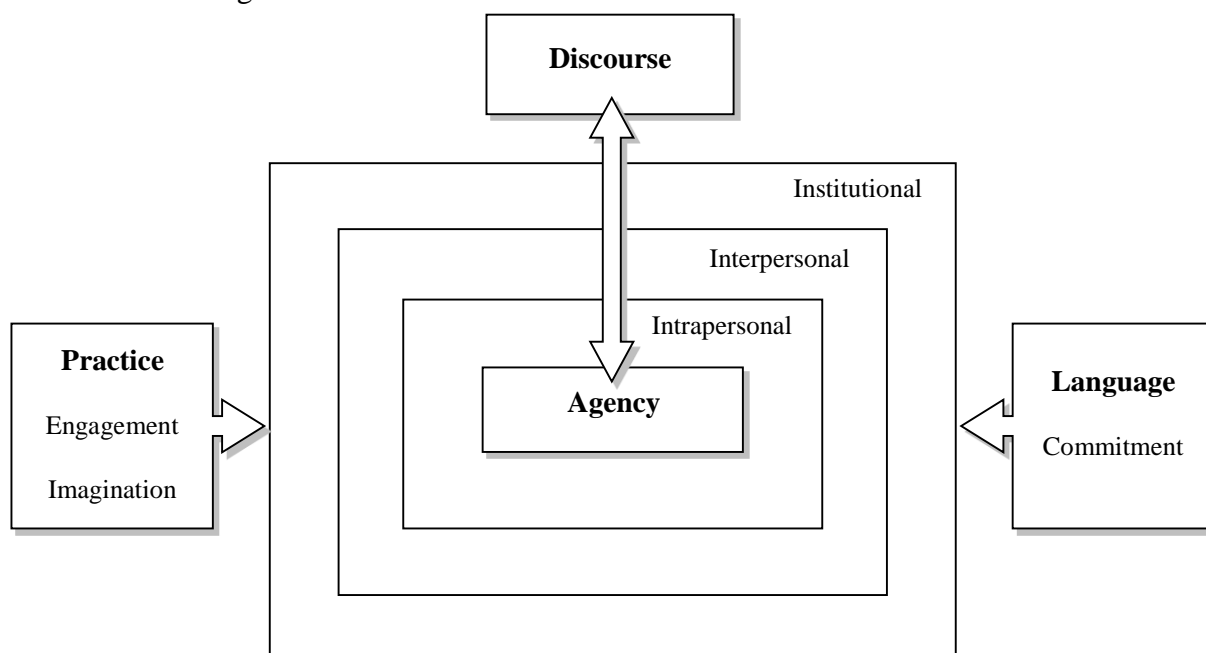 Discourse
Institutional
Interpersonal
Intrapersonal
Agency
Practice
Engagement
Imagination
Language
Commitment